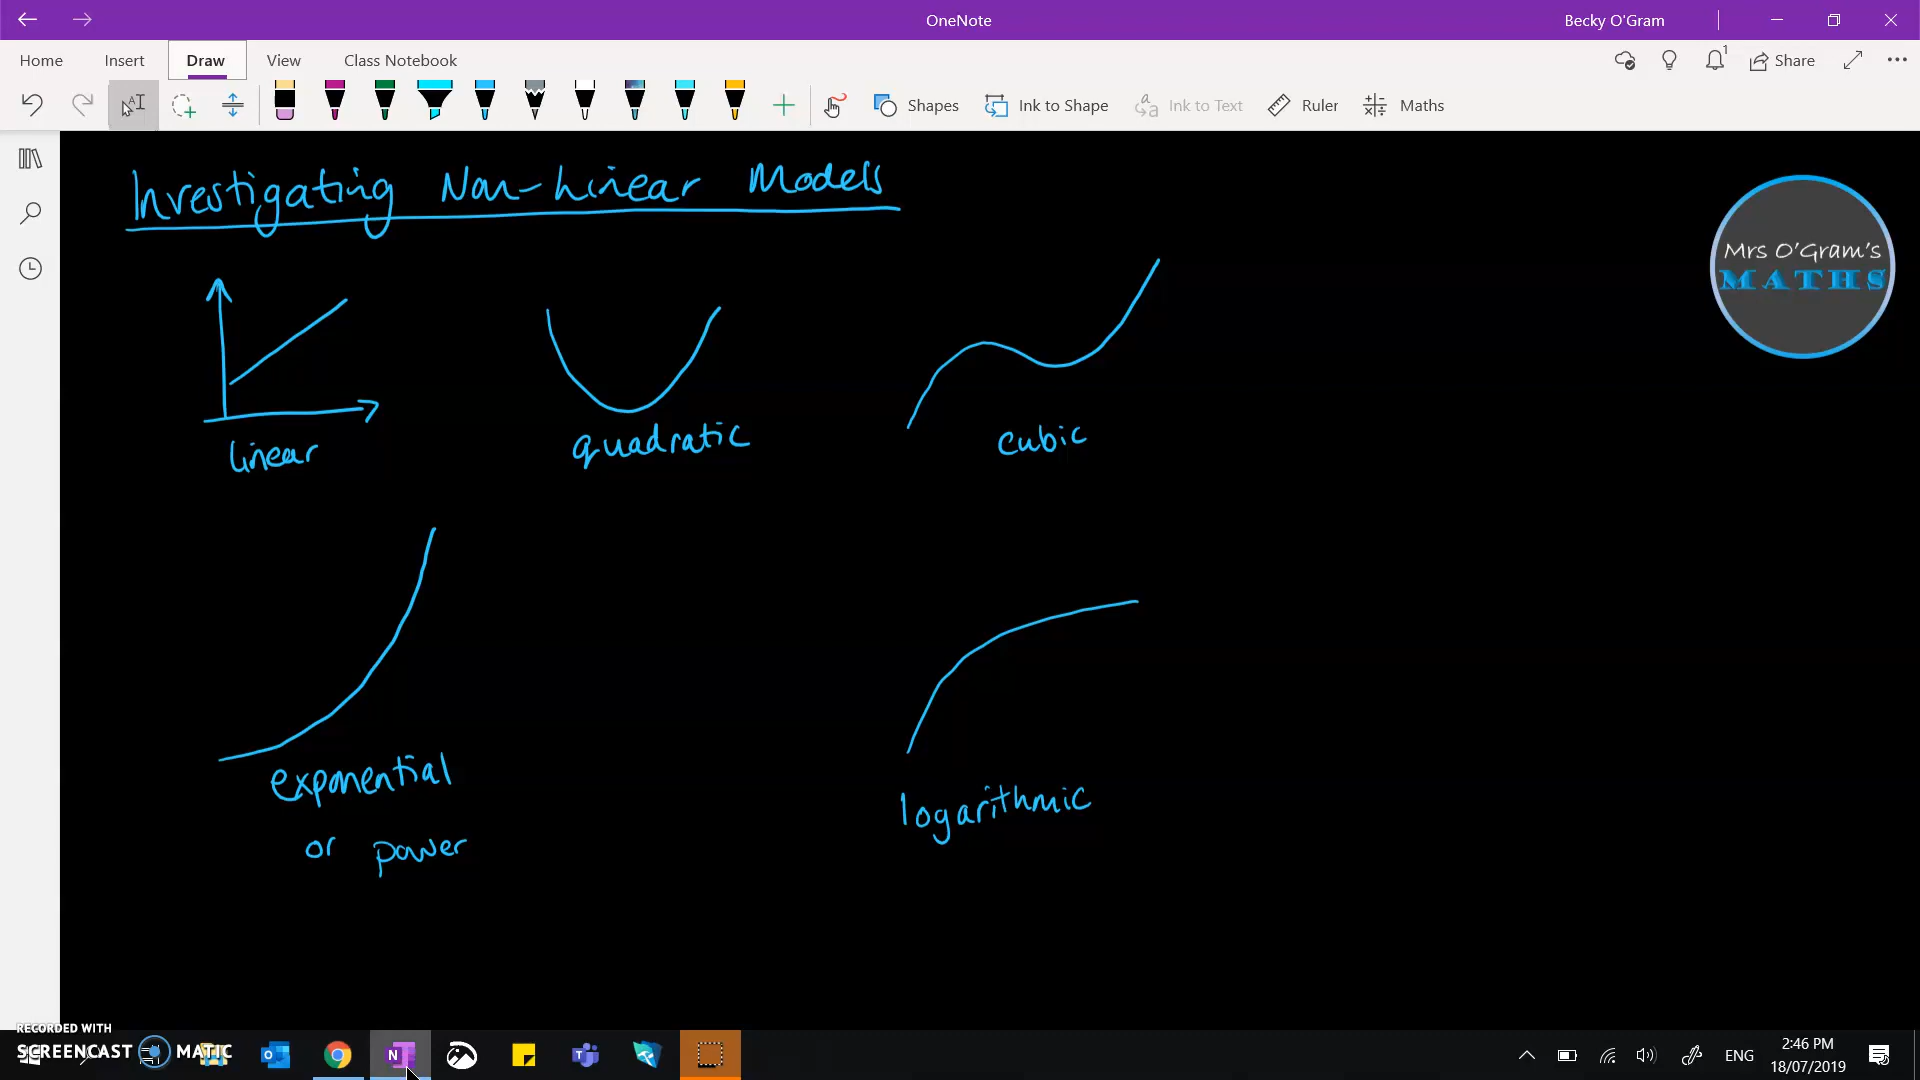 OneNote
Becky O'Gram
Home Insert Draw View Class Notebook
1
Share
Shapes
Ink to Shape
Ink to Text
Ruler
Maths
Investigating Non-Linear Models
Mrs O'Gram's
MATHS
linear
quadratic
cubic
exponential
or power
logarithmic
RECORDED WITH
SCREENCAST MATIC
ENG
2:46 PM
18/07/2019